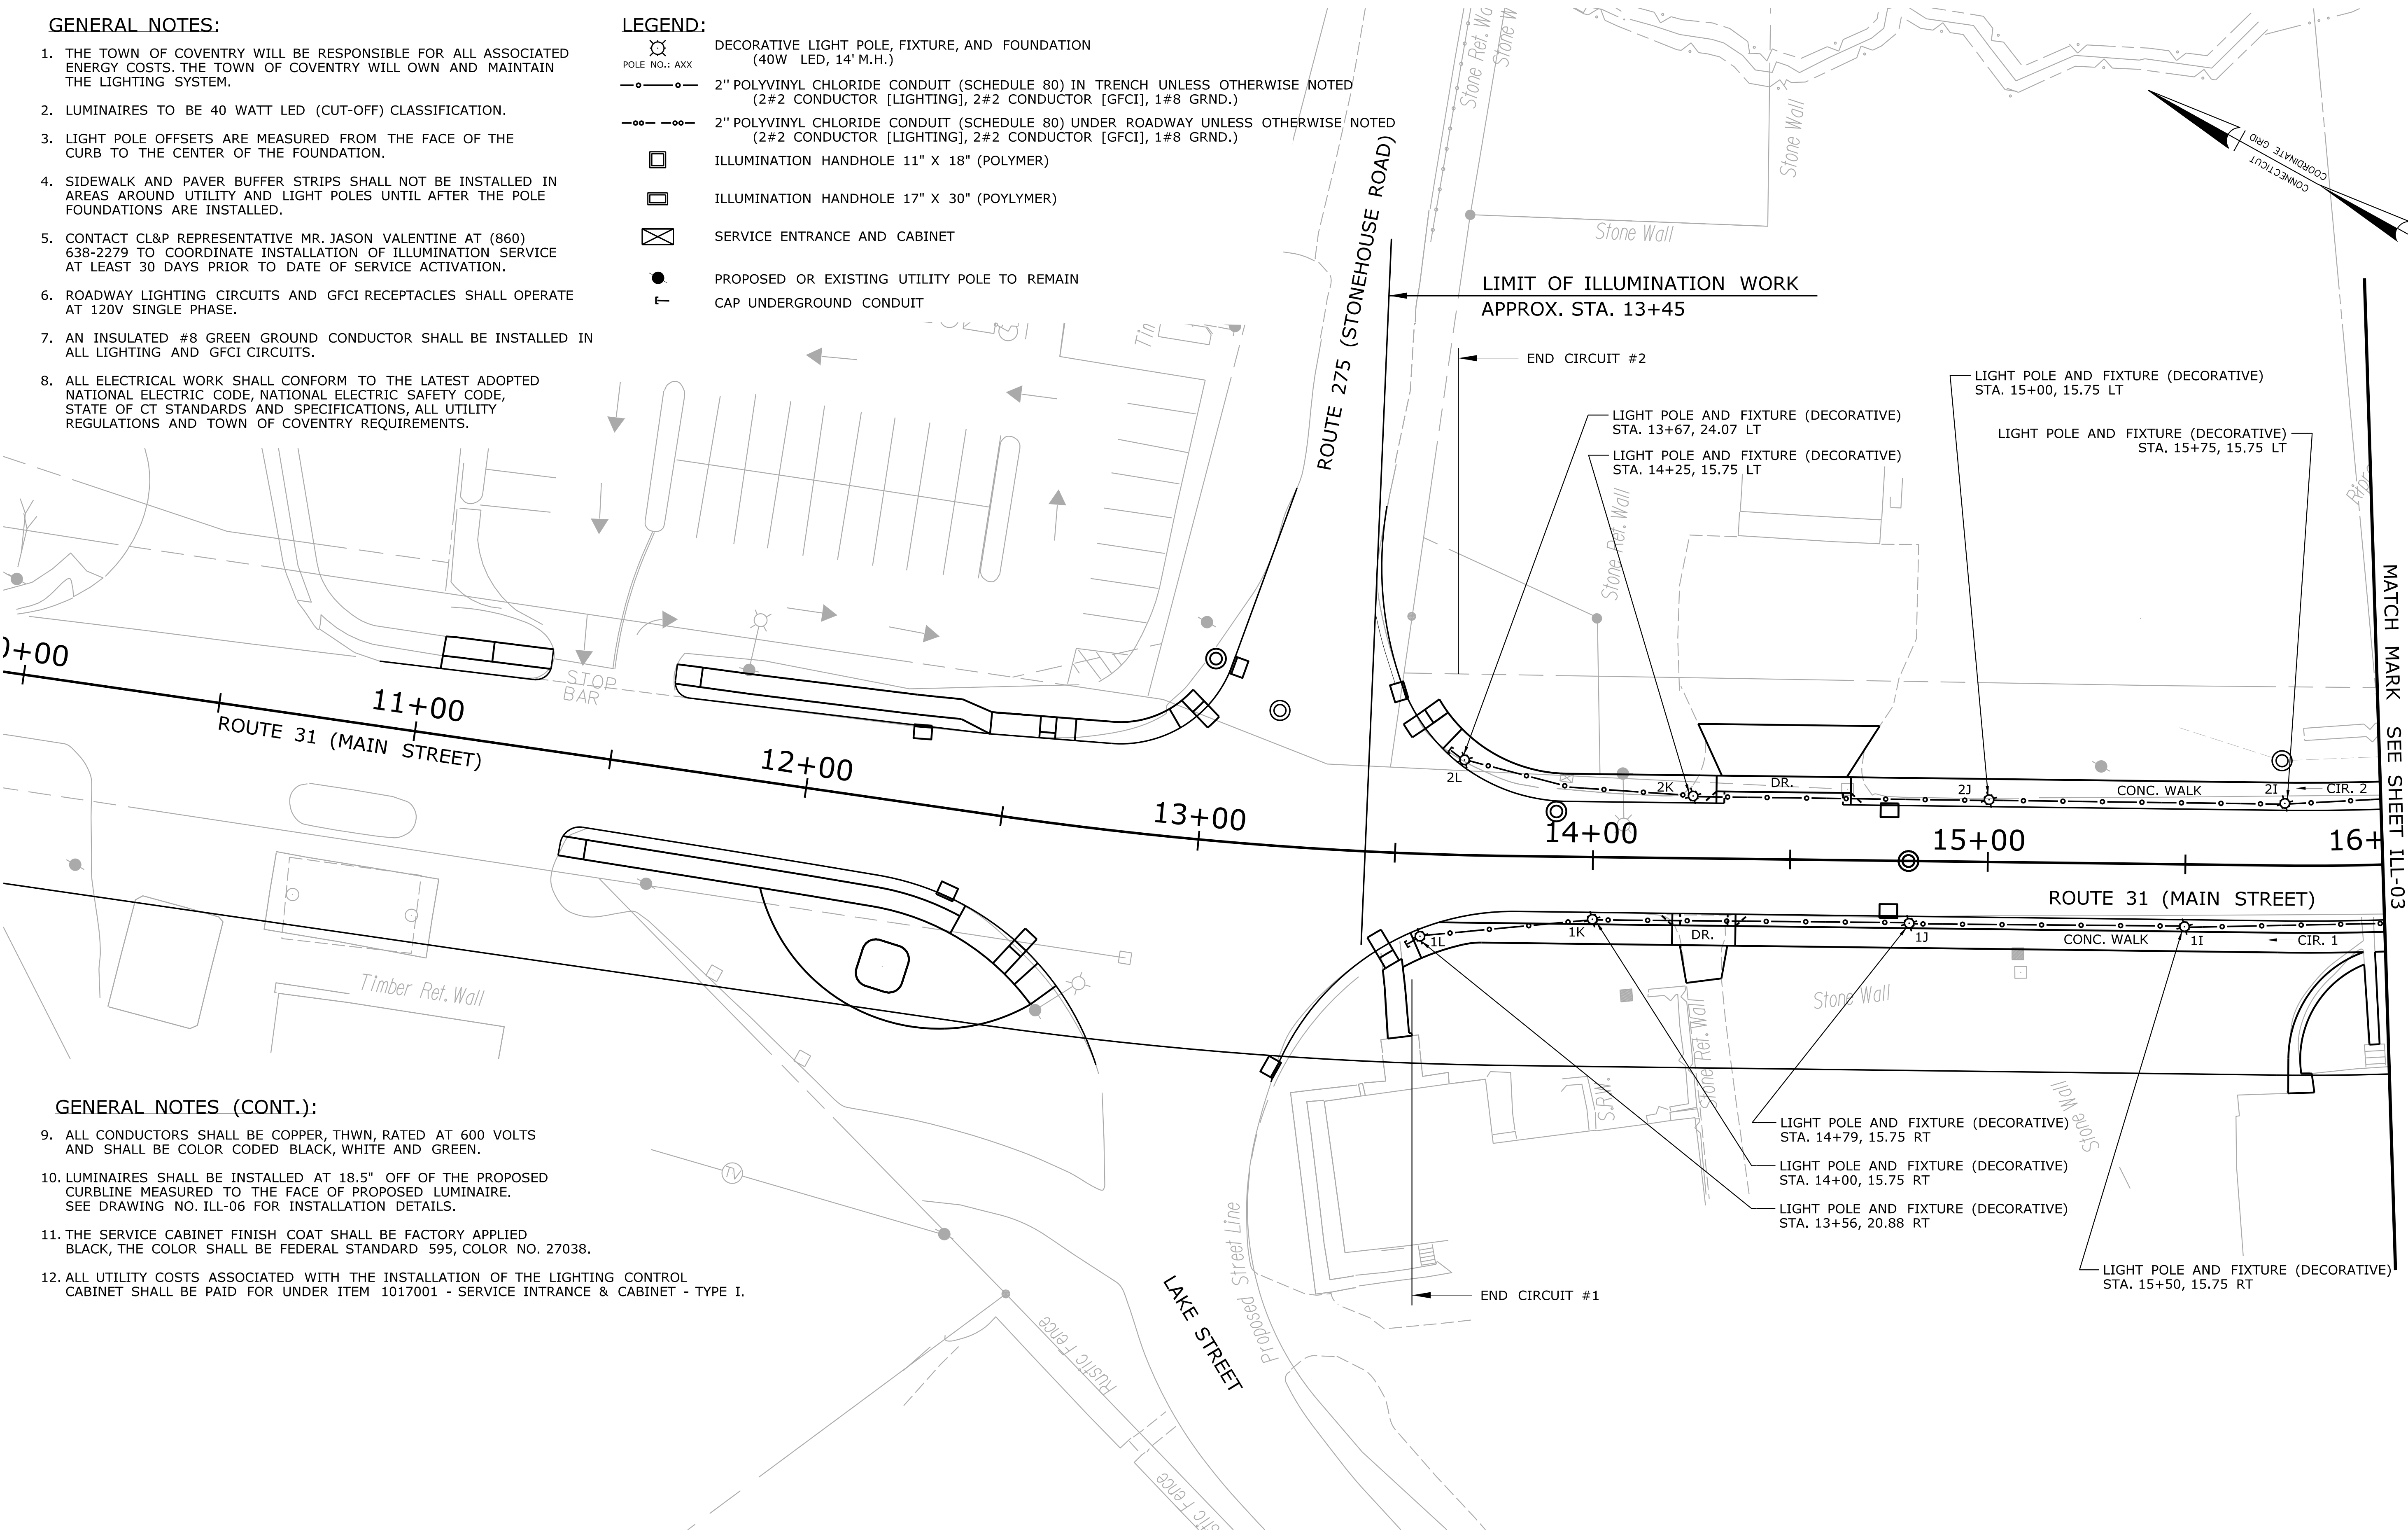 GENERAL NOTES:
1. THE TOWN OF COVENTRY WILL BE RESPONSIBLE FOR ALL ASSOCIATED
ENERGY COSTS. THE TOWN OF COVENTRY WILL OWN AND MAINTAIN
THE LIGHTING SYSTEM.
2. LUMINAIRES TO BE 40 WATT LED (CUT-OFF) CLASSIFICATION.
3. LIGHT POLE OFFSETS ARE MEASURED FROM THE FACE OF THE
CURB TO THE CENTER OF THE FOUNDATION.
4. SIDEWALK AND PAVER BUFFER STRIPS SHALL NOT BE INSTALLED IN
AREAS AROUND UTILITY AND LIGHT POLES UNTIL AFTER THE POLE
FOUNDATIONS ARE INSTALLED.
5. CONTACT CL&P REPRESENTATIVE MR. JASON VALENTINE AT (860)
638-2279 TO COORDINATE INSTALLATION OF ILLUMINATION SERVICE
AT LEAST 30 DAYS PRIOR TO DATE OF SERVICE ACTIVATION.
6. ROADWAY LIGHTING CIRCUITS AND GFCI RECEPTACLES SHALL OPERATE
AT 120V SINGLE PHASE.
7. AN INSULATED #8 GREEN GROUND CONDUCTOR SHALL BE INSTALLED IN
ALL LIGHTING AND GFCI CIRCUITS.
8. ALL ELECTRICAL WORK SHALL CONFORM TO THE LATEST ADOPTED
NATIONAL ELECTRIC CODE, NATIONAL ELECTRIC SAFETY CODE,
STATE OF CT STANDARDS AND SPECIFICATIONS, ALL UTILITY
REGULATIONS AND TOWN OF COVENTRY REQUIREMENTS.
LEGEND:
POLE NO.: AXX
DECORATIVE LIGHT POLE, FIXTURE, AND FOUNDATION
(40W LED, 14' M.H.)
2" POLYVINYL CHLORIDE CONDUIT (SCHEDULE 80) IN TRENCH UNLESS OTHERWISE NOTED
(2#2 CONDUCTOR [LIGHTING], 2#2 CONDUCTOR [GFCI], 1#8 GRND.)
2" POLYVINYL CHLORIDE CONDUIT (SCHEDULE 80) UNDER ROADWAY UNLESS OTHERWISE NOTED
(2#2 CONDUCTOR [LIGHTING], 2#2 CONDUCTOR [GFCI], 1#8 GRND.)
ILLUMINATION HANDHOLE 11" X 18" (POLYMER)
ILLUMINATION HANDHOLE 17" X 30" (POYLYMER)
SERVICE ENTRANCE AND CABINET
PROPOSED OR EXISTING UTILITY POLE TO REMAIN
CAP UNDERGROUND CONDUIT
Stone Ret. Wa
Stone W
Stone Wall
Stone Wall
COORDINATE GRID
CONNECTICUT
ROUTE 275 (STONEHOUSE ROAD)
LIMIT OF ILLUMINATION WORK
APPROX. STA. 13+45
END CIRCUIT #2
LIGHT POLE AND FIXTURE (DECORATIVE)
STA. 13+67, 24.07 LT
LIGHT POLE AND FIXTURE (DECORATIVE)
STA. 14+25, 15.75 LT
LIGHT POLE AND FIXTURE (DECORATIVE)
STA. 15+00, 15.75 LT
LIGHT POLE AND FIXTURE (DECORATIVE)
STA. 15+75, 15.75 LT
Tim
Stone Ret. Wall
Ripr
MATCH MARK SEE SHEET ILL-03
STOP
BAR
0+00
11+00
12+00
13+00
14+00
15+00
16+
ROUTE 31 (MAIN STREET)
2L
2K
DR.
2J
CONC. WALK
2I
CIR. 2
ROUTE 31 (MAIN STREET)
1L
1K
DR.
1J
CONC. WALK
1I
CIR. 1
Timber Ret. Wall
Stone Wall
Stone Ret. Wall
S.R.W.
Stone Wall
LIGHT POLE AND FIXTURE (DECORATIVE)
STA. 14+79, 15.75 RT
LIGHT POLE AND FIXTURE (DECORATIVE)
STA. 14+00, 15.75 RT
LIGHT POLE AND FIXTURE (DECORATIVE)
STA. 13+56, 20.88 RT
LIGHT POLE AND FIXTURE (DECORATIVE)
STA. 15+50, 15.75 RT
END CIRCUIT #1
GENERAL NOTES (CONT.):
9. ALL CONDUCTORS SHALL BE COPPER, THWN, RATED AT 600 VOLTS
AND SHALL BE COLOR CODED BLACK, WHITE AND GREEN.
10. LUMINAIRES SHALL BE INSTALLED AT 18.5" OFF OF THE PROPOSED
CURBLINE MEASURED TO THE FACE OF PROPOSED LUMINAIRE.
SEE DRAWING NO. ILL-06 FOR INSTALLATION DETAILS.
11. THE SERVICE CABINET FINISH COAT SHALL BE FACTORY APPLIED
BLACK, THE COLOR SHALL BE FEDERAL STANDARD 595, COLOR NO. 27038.
12. ALL UTILITY COSTS ASSOCIATED WITH THE INSTALLATION OF THE LIGHTING CONTROL
CABINET SHALL BE PAID FOR UNDER ITEM 1017001 - SERVICE INTRANCE & CABINET - TYPE I.
TV
Proposed Street Line
LAKE STREET
Rustic Fence
stic Fence